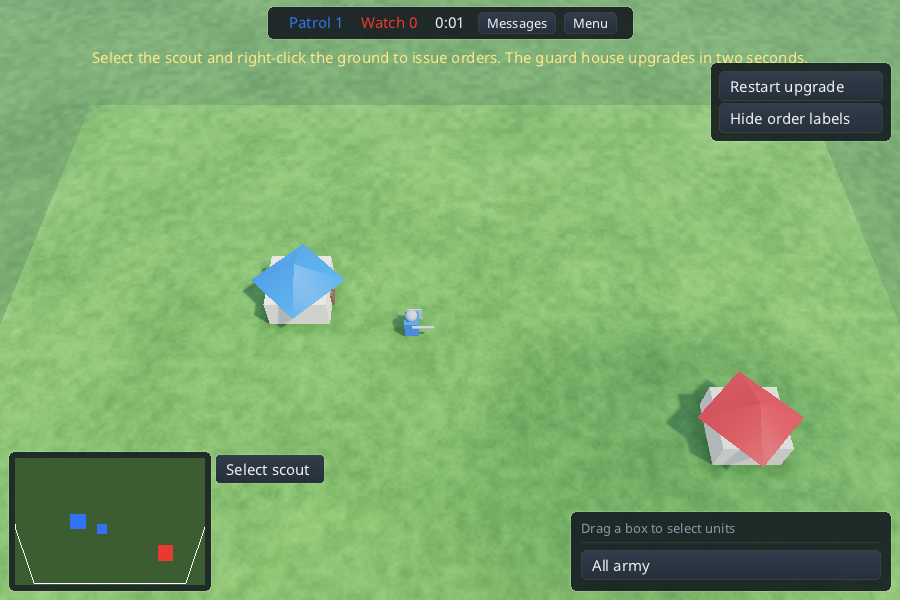 Patrol 1 Watch 0 0:01 Messages Menu
Select the scout and right-click the ground to issue orders. The guard house upgrades in two seconds.
Restart upgrade
Hide order labels
Select scout
Drag a box to select units
All army